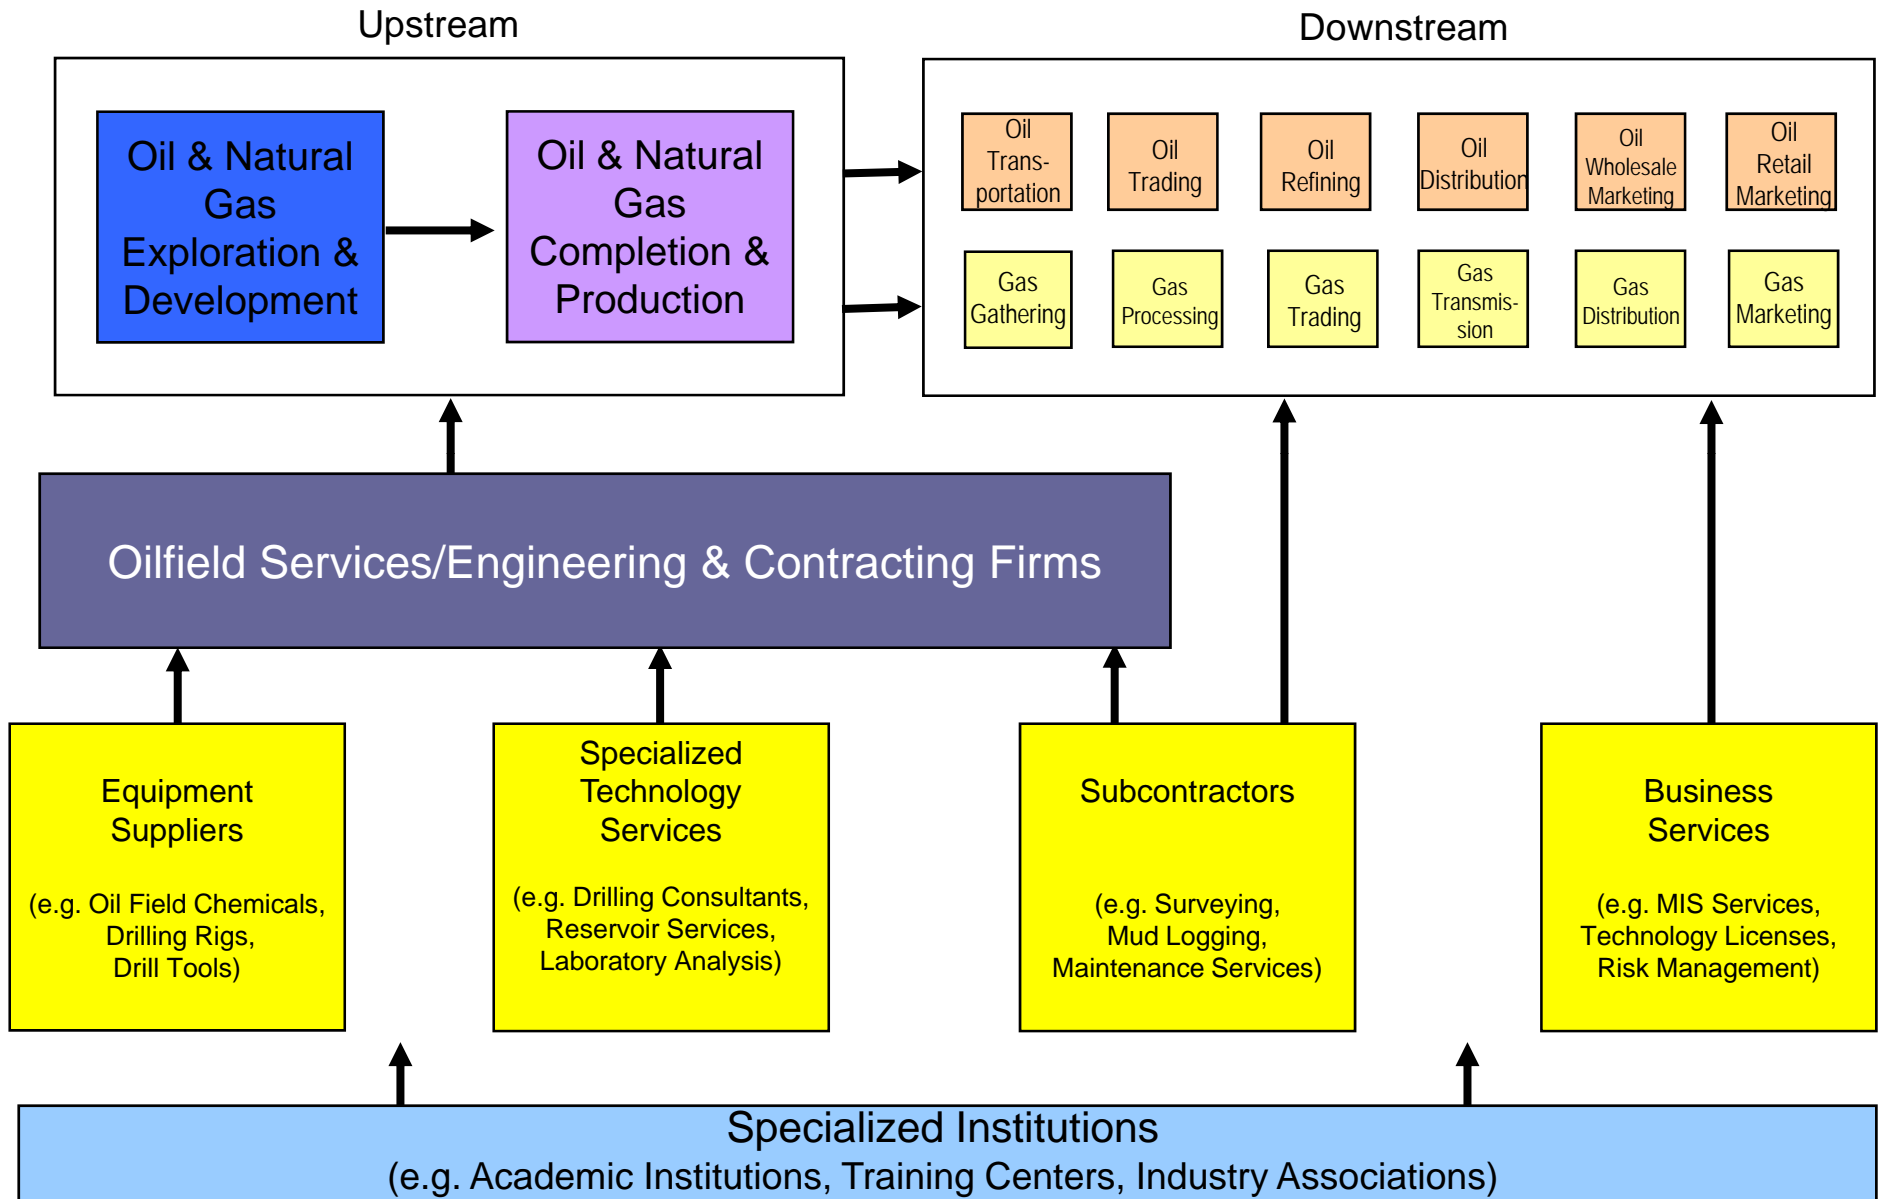 Upstream
Downstream
Oil & Natural
Gas
Exploration &
Development
Oil & Natural
Gas
Completion &
Production
Oil
Trans-
portation
Oil
Trading
Oil
Refining
Oil
Distribution
Oil
Wholesale
Marketing
Oil
Retail
Marketing
Gas
Gathering
Gas
Processing
Gas
Trading
Gas
Transmis-
sion
Gas
Distribution
Gas
Marketing
Oilfield Services/Engineering & Contracting Firms
Equipment
Suppliers
(e.g. Oil Field Chemicals,
Drilling Rigs,
Drill Tools)
Specialized
Technology
Services
(e.g. Drilling Consultants,
Reservoir Services,
Laboratory Analysis)
Subcontractors
(e.g. Surveying,
Mud Logging,
Maintenance Services)
Business
Services
(e.g. MIS Services,
Technology Licenses,
Risk Management)
Specialized Institutions
(e.g. Academic Institutions, Training Centers, Industry Associations)